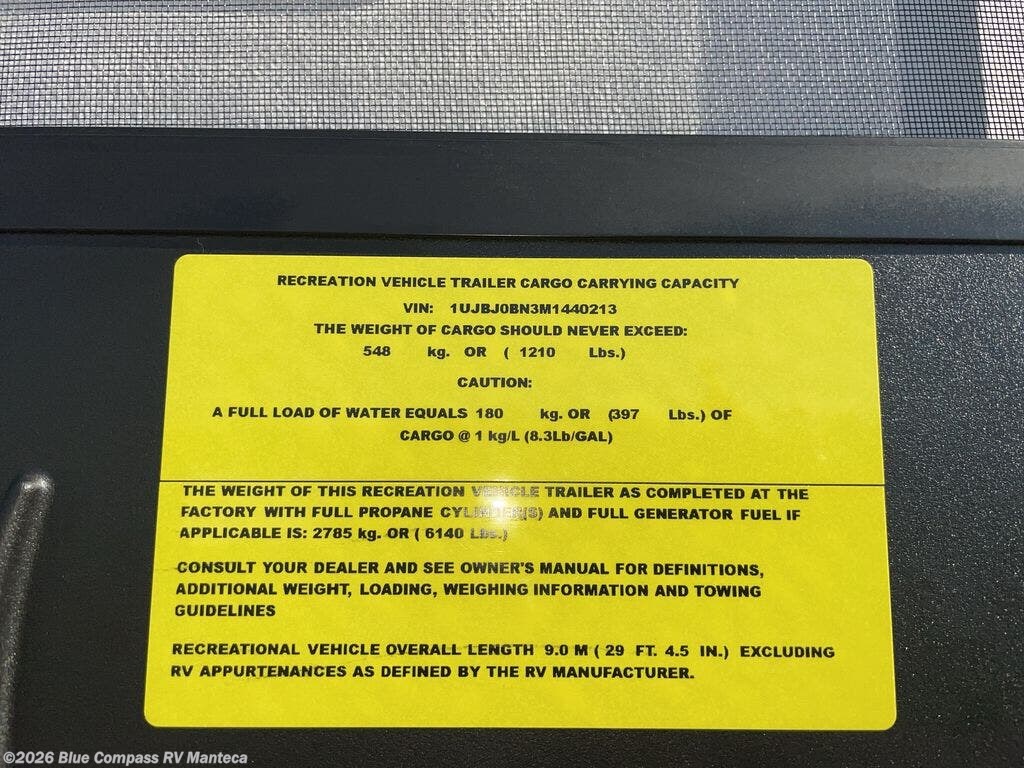 RECREATION VEHICLE TRAILER CARGO CARRYING CAPACITY
VIN: 1UJBJ0BN3M1440213
THE WEIGHT OF CARGO SHOULD NEVER EXCEED:
548 kg. OR ( 1210 Lbs.)
CAUTION:
A FULL LOAD OF WATER EQUALS 180 kg. OR (397 Lbs.) OF
CARGO @ 1 kg/L (8.3Lb/GAL)
THE WEIGHT OF THIS RECREATION VEHICLE TRAILER AS COMPLETED AT THE
FACTORY WITH FULL PROPANE CYLINDER(S) AND FULL GENERATOR FUEL IF
APPLICABLE IS: 2785 kg. OR ( 6140 Lbs.)
CONSULT YOUR DEALER AND SEE OWNER'S MANUAL FOR DEFINITIONS,
ADDITIONAL WEIGHT, LOADING, WEIGHING INFORMATION AND TOWING
GUIDELINES
RECREATIONAL VEHICLE OVERALL LENGTH 9.0 M ( 29 FT. 4.5 IN.) EXCLUDING
RV APPURTENANCES AS DEFINED BY THE RV MANUFACTURER.
©2026 Blue Compass RV Manteca